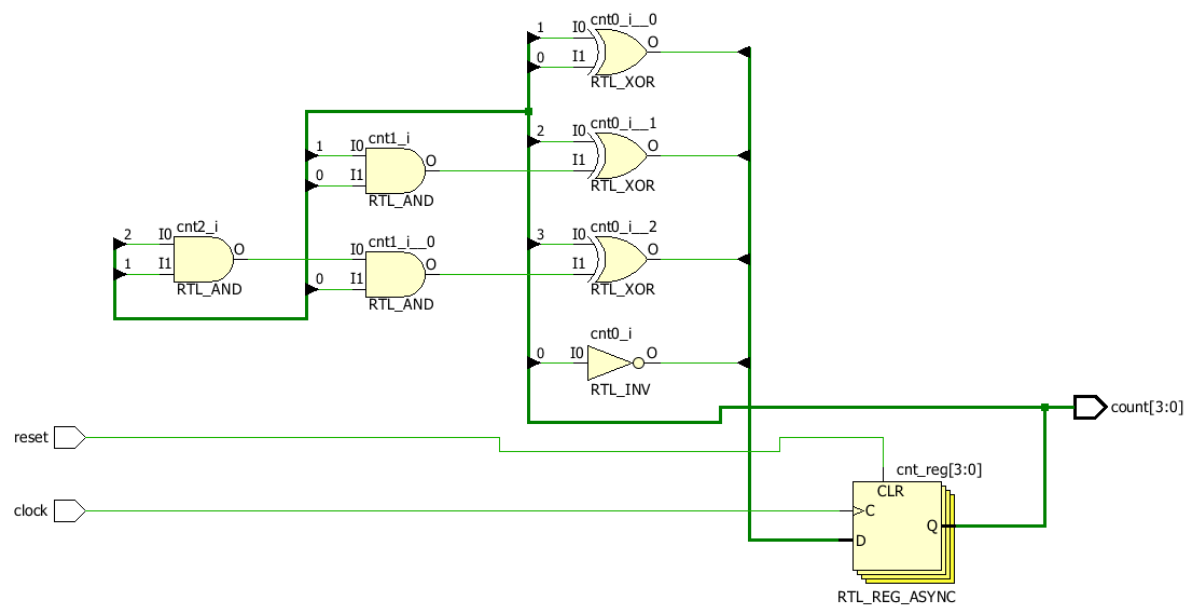 cnt0_i__0
1 I0 O
0 I1
RTL_XOR
cnt0_i__1
2 I0 O
I1
RTL_XOR
cnt1_i
1 I0 O
0 I1
RTL_AND
cnt2_i
2 I0 O
1 I1
RTL_AND
cnt1_i__0
I0 O
0 I1
RTL_AND
cnt0_i__2
3 I0 O
I1
RTL_XOR
cnt0_i
0 I0 O
RTL_INV
count[3:0]
reset
clock
cnt_reg[3:0]
CLR
C
Q
D
RTL_REG_ASYNC